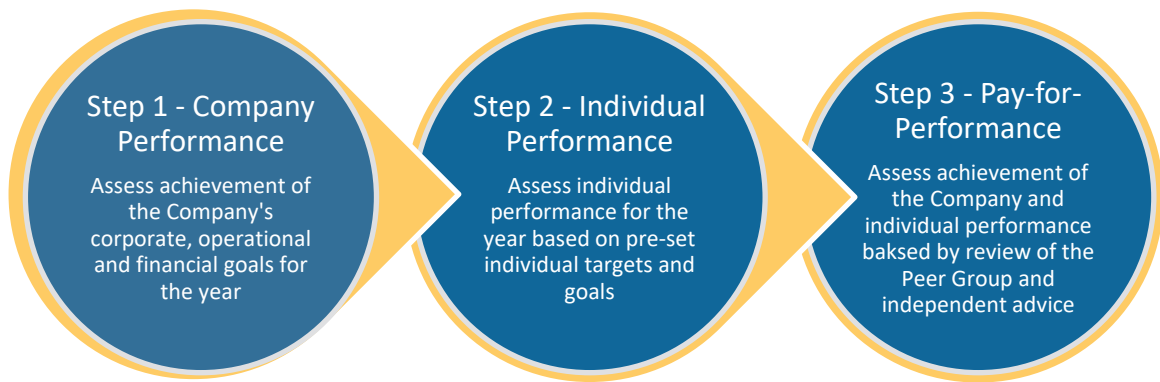 Step 1 - Company
Performance
Assess achievement of
the Company's
corporate, operational
and financial goals for
the year
Step 2 - Individual
Performance
Assess individual
performance for the
year based on pre-set
individual targets and
goals
Step 3 - Pay-for-
Performance
Assess achievement of
the Company and
individual performance
baksed by review of the
Peer Group and
independent advice